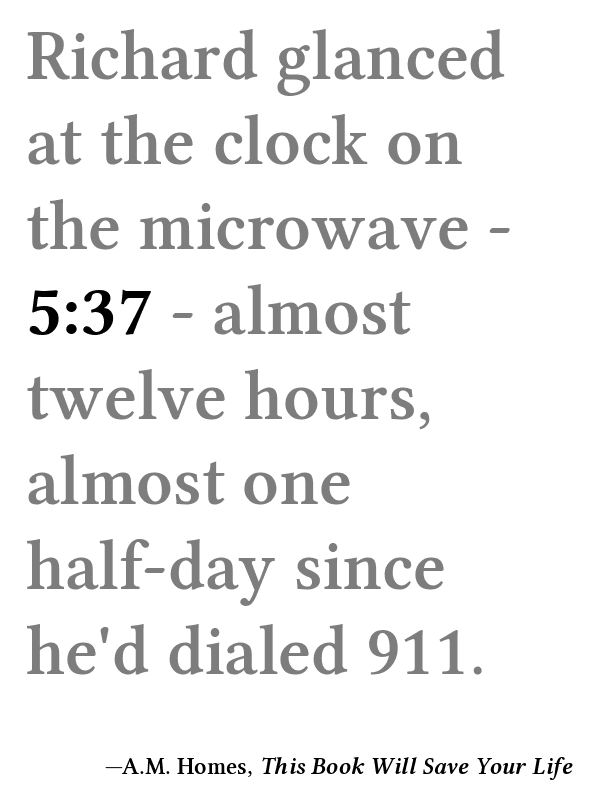 Richard glanced
at the clock on
the microwave -
5:37 - almost
twelve hours,
almost one
half-day since
he'd dialed 911.
—A.M. Homes, This Book Will Save Your Life